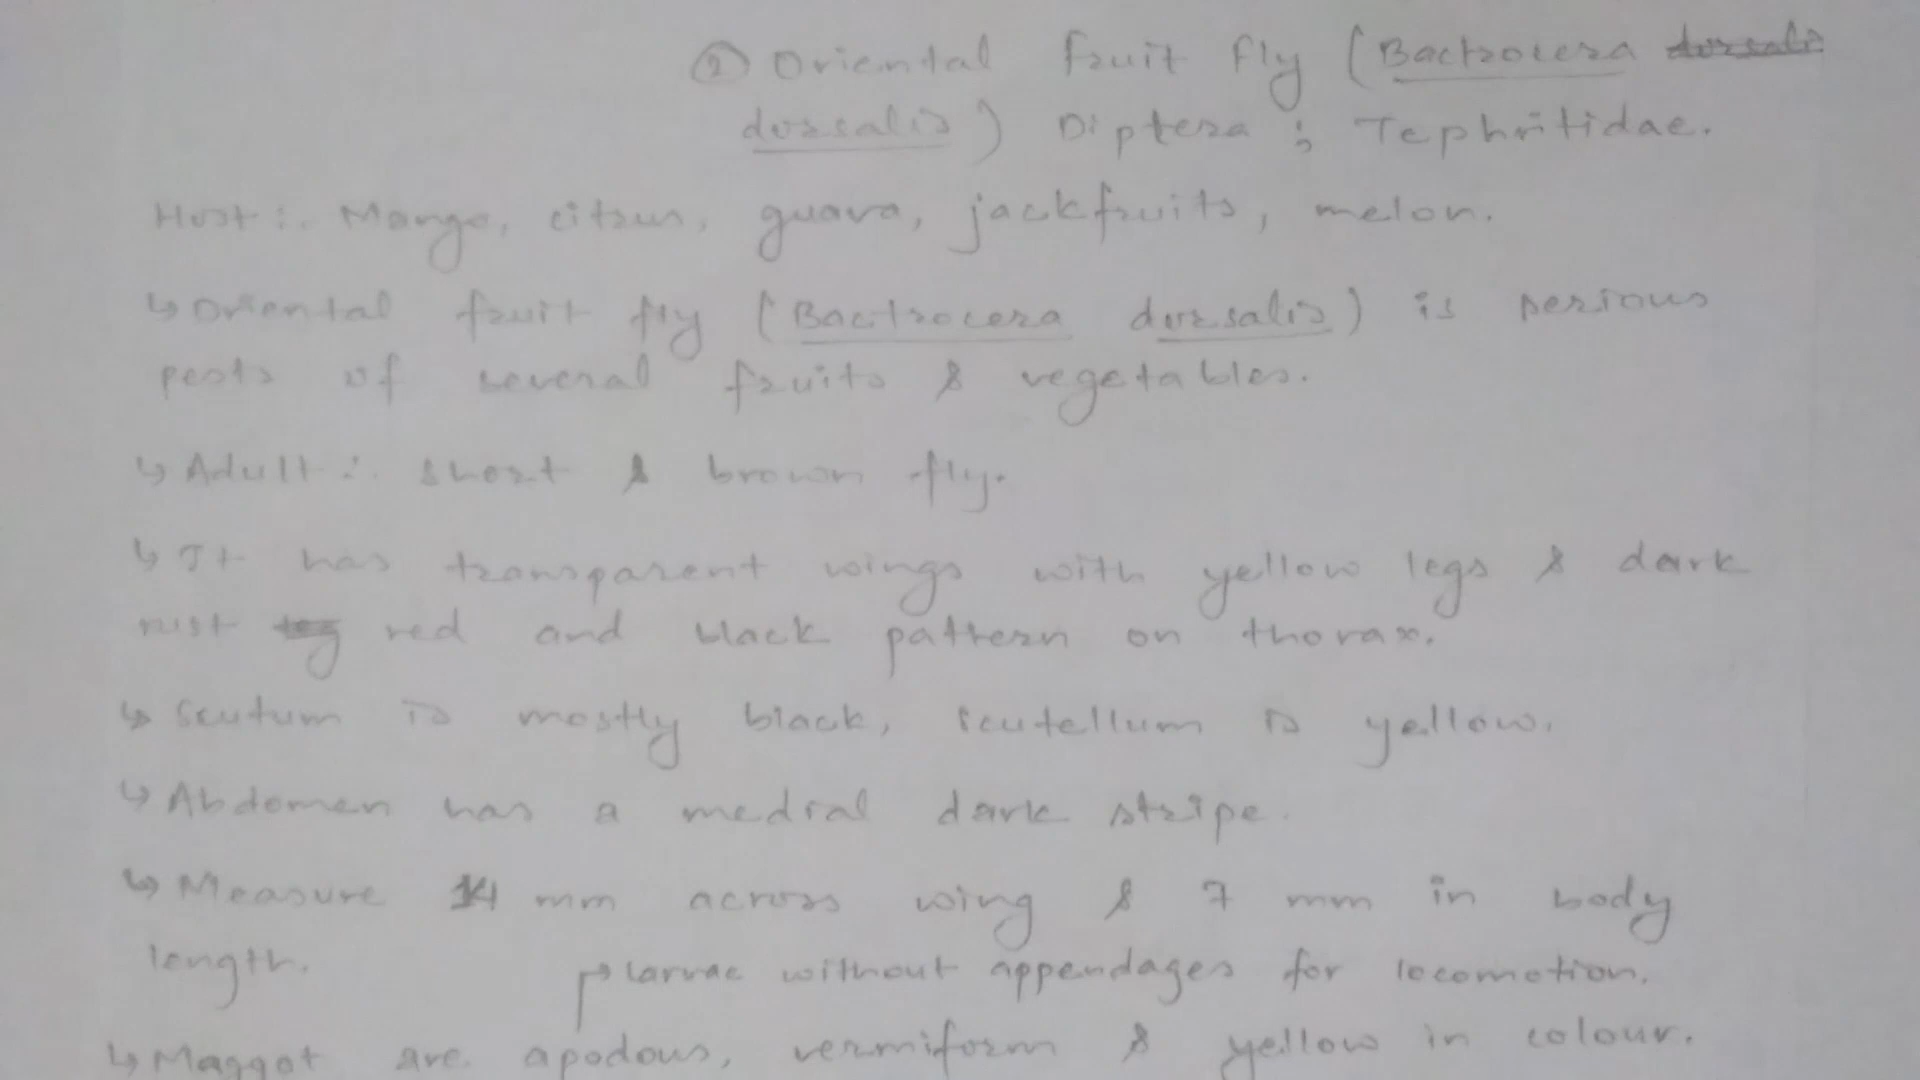 ② Oriental fruit fly (Bactrocera dorsalis
dorsalis) Diptera ; Tephritidae.
Host :. Mango, citrus, guava, jackfruits, melon.
↳ Oriental fruit fly (Bactrocera dorsalis) is serious
pests of several fruits & vegetables.
↳ Adult :. short & brown fly.
↳ It has transparent wings with yellow legs & dark
rust red and black pattern on thorax.
↳ Scutum is mostly black, scutellum is yellow.
↳ Abdomen has a medial dark stripe.
↳ Measure 14 mm across wing & 7 mm in body
length.
↱ larvae without appendages for locomotion.
↳ Maggot are apodous, vermiform & yellow in colour.